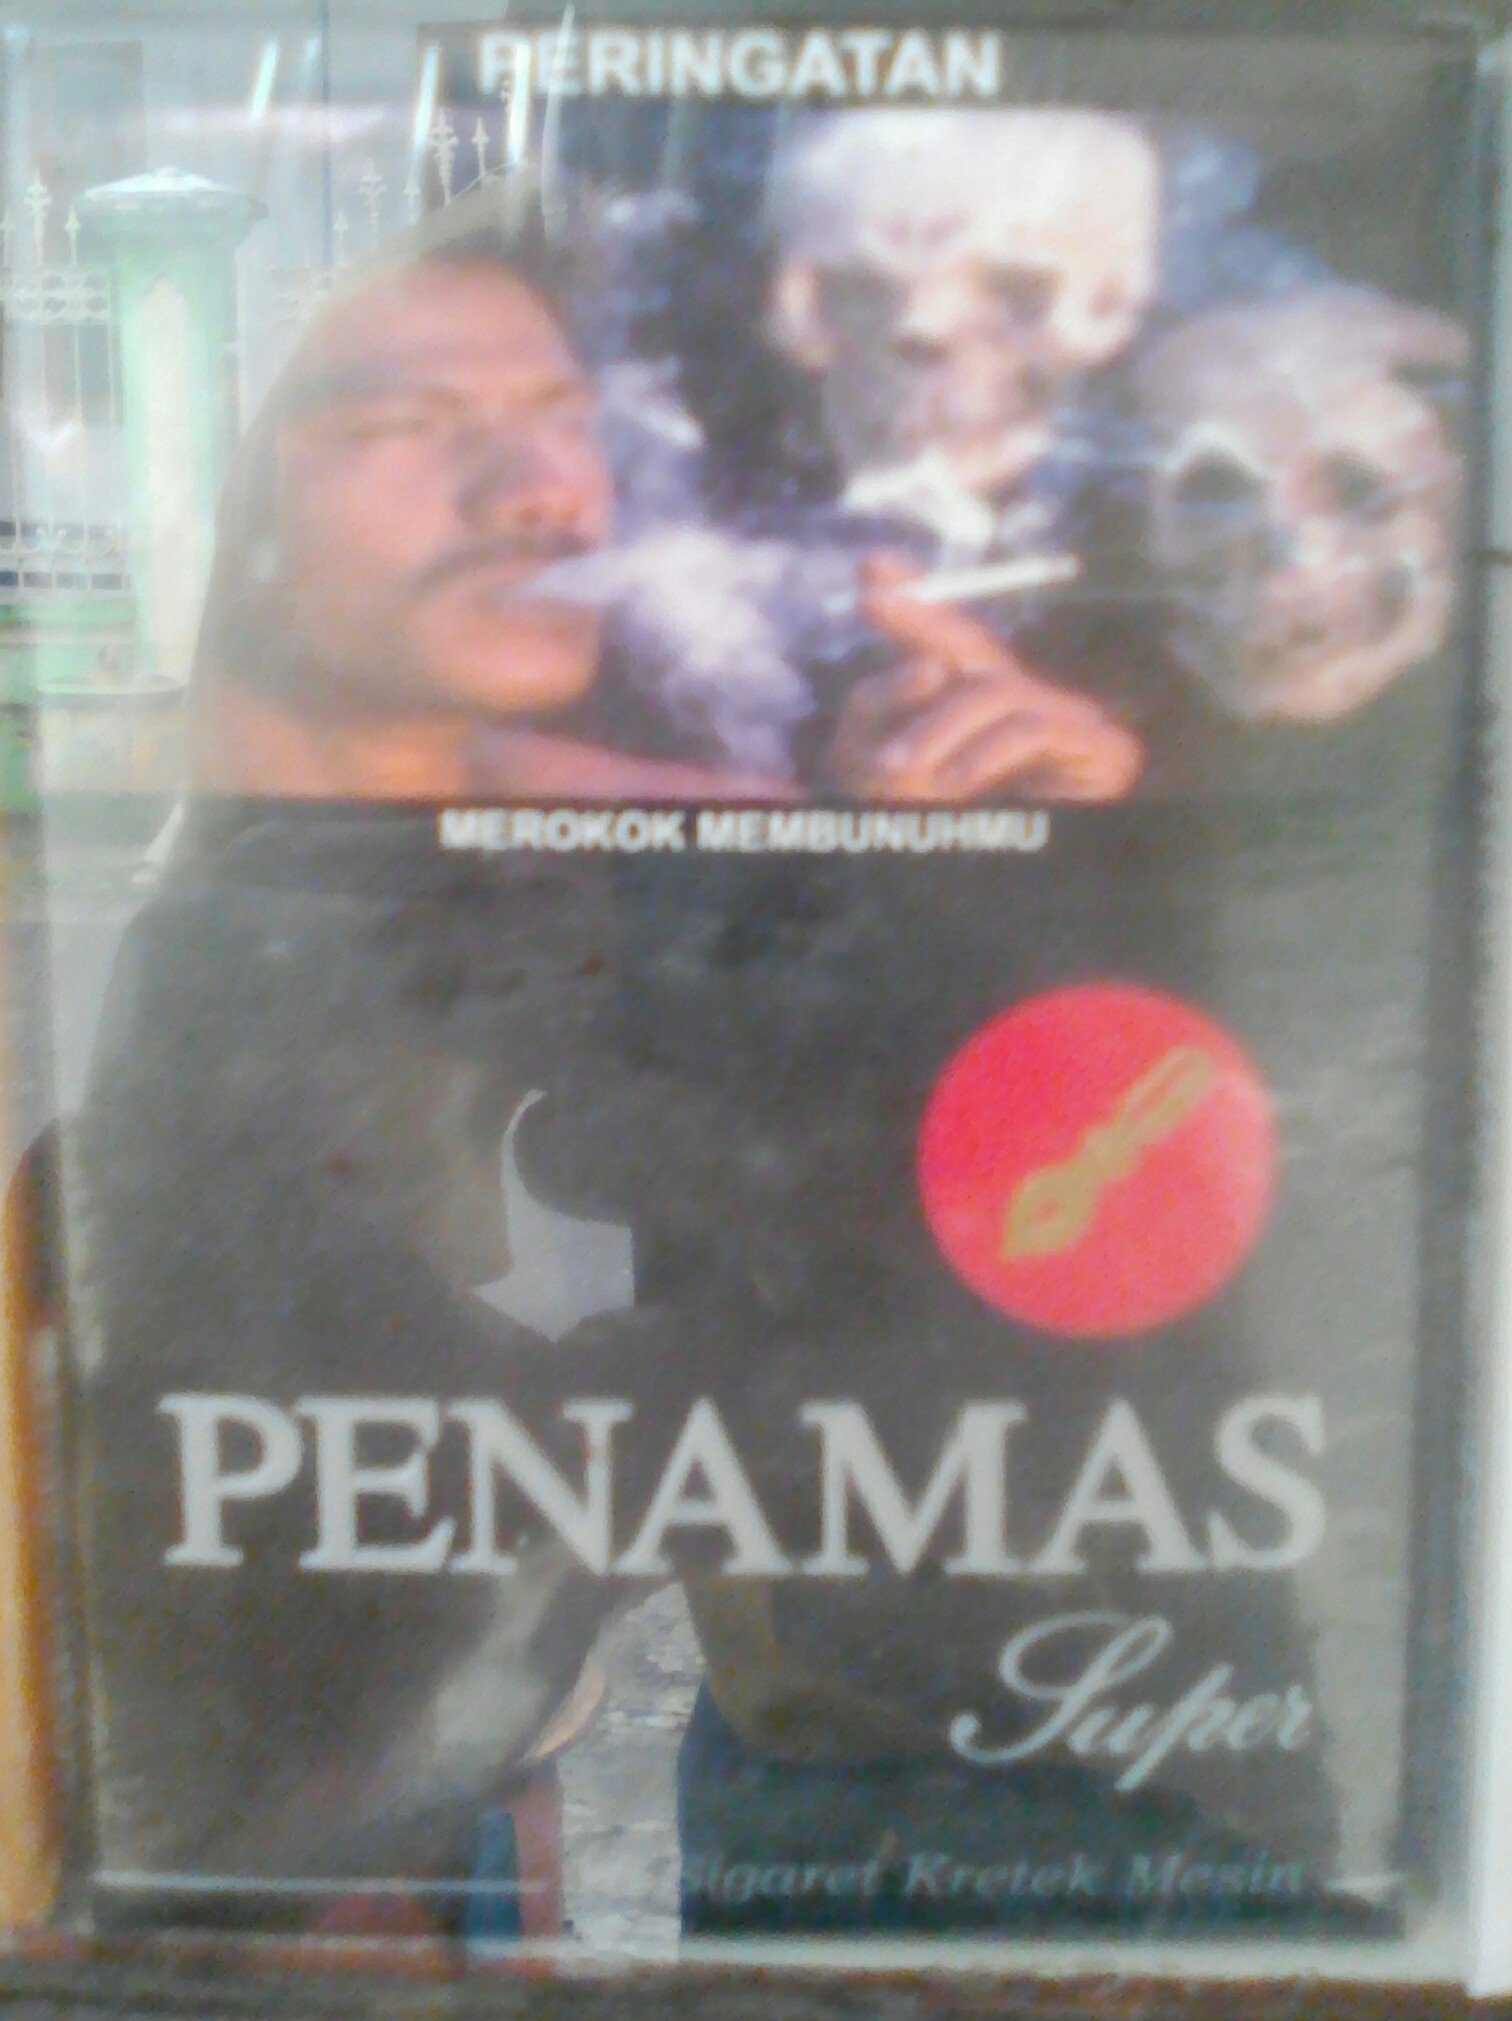 PERINGATAN
MEROKOK MEMBUNUHMU
PENAMAS
Super
Sigaret Kretek Mesin